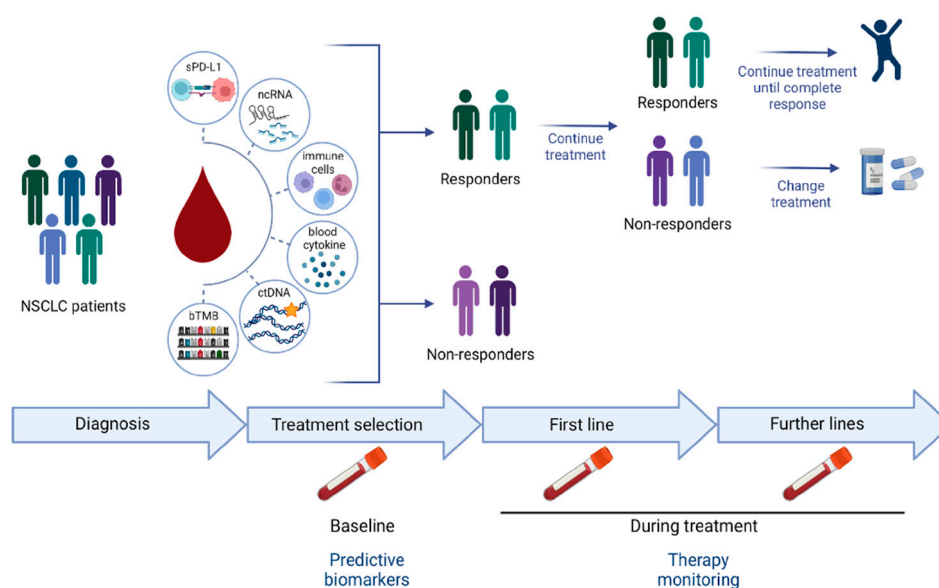 sPD-L1
ncRNA
immune
cells
blood
cytokine
ctDNA
bTMB
NSCLC patients
Responders
Non-responders
Continue
treatment
Responders
Non-responders
Continue treatment
until complete
response
Change
treatment
Diagnosis
Treatment selection
First line
Further lines
Baseline
During treatment
Predictive
biomarkers
Therapy
monitoring